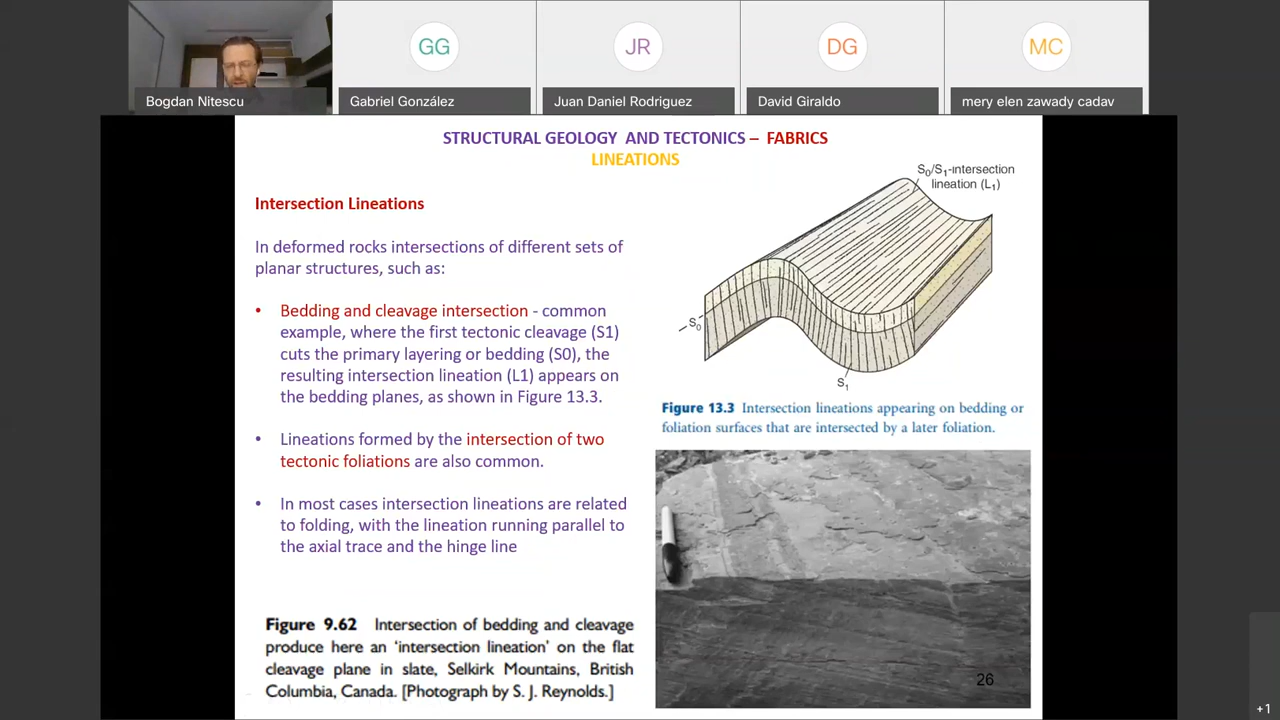 GG
JR
DG
MC
Bogdan Nitescu
Gabriel González
Juan Daniel Rodriguez
David Giraldo
mery elen zawady cadav
STRUCTURAL GEOLOGY AND TECTONICS – FABRICS
LINEATIONS
Intersection Lineations
In deformed rocks intersections of different sets of
planar structures, such as:
• Bedding and cleavage intersection - common
example, where the first tectonic cleavage (S1)
cuts the primary layering or bedding (S0), the
resulting intersection lineation (L1) appears on
the bedding planes, as shown in Figure 13.3.
• Lineations formed by the intersection of two
tectonic foliations are also common.
• In most cases intersection lineations are related
to folding, with the lineation running parallel to
the axial trace and the hinge line
Figure 9.62 Intersection of bedding and cleavage
produce here an ‘intersection lineation’ on the flat
cleavage plane in slate, Selkirk Mountains, British
Columbia, Canada. [Photograph by S. J. Reynolds.]
S0/S1-intersection
lineation (L1)
S0
S1
Figure 13.3 Intersection lineations appearing on bedding or
foliation surfaces that are intersected by a later foliation.
26
+1